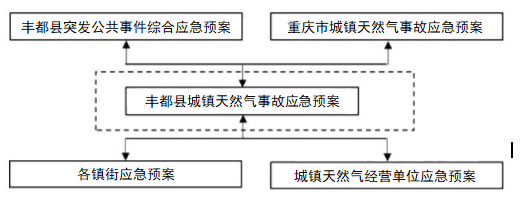 丰都县突发公共事件综合应急预案
重庆市城镇天然气事故应急预案
丰都县城镇天然气事故应急预案
各镇街应急预案
城镇天然气经营单位应急预案